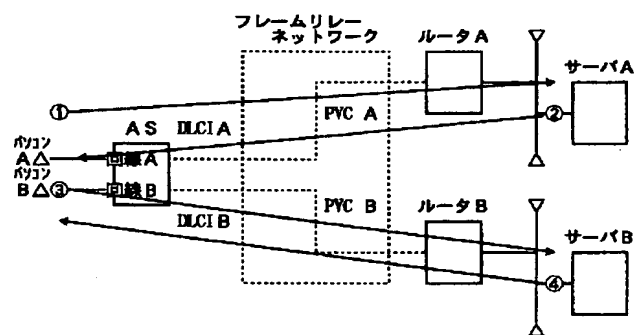 フレームリレー
ネットワーク
ルータA
サーバA
①
AS
DLCI A
PVC A
②
パソコン
A
回線A
パソコン
B
③
回線B
DLCI B
PVC B
ルータB
サーバB
④